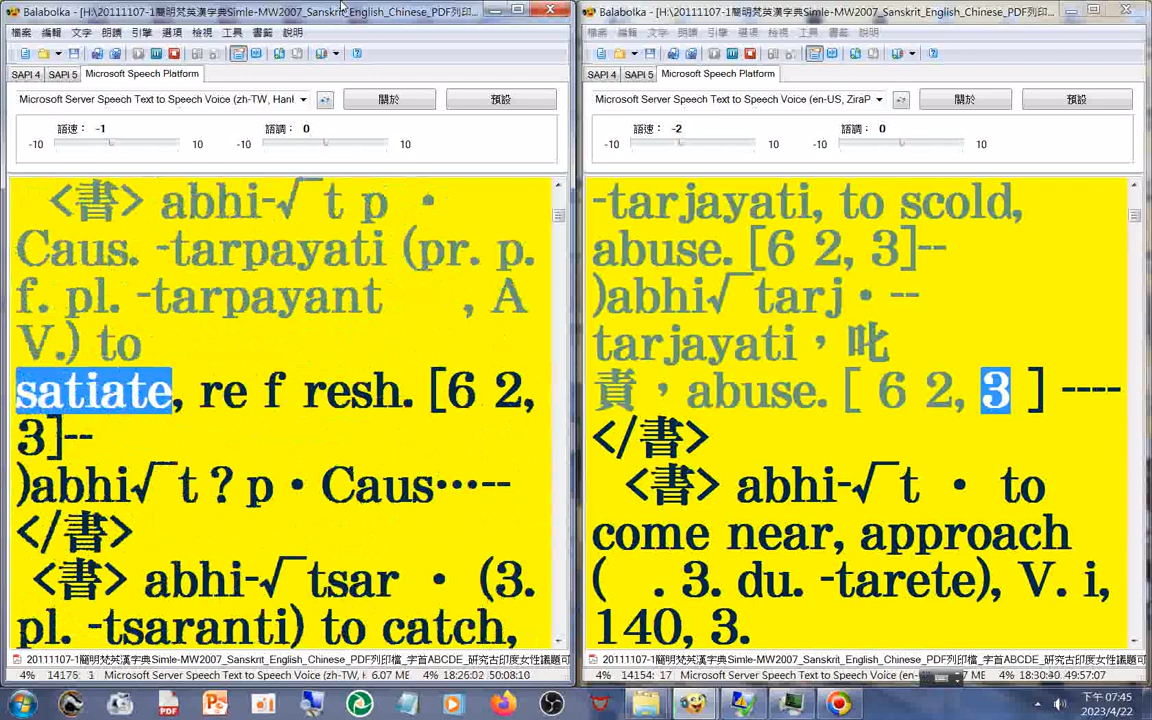 Balabolka - [H:\20111107-1簡明梵英漢字典Simle-MW2007_Sanskrit_English_Chinese_PDF列印...
檔案 編輯 文字 朗讀 引擎 選項 檢視 工具 書籤 說明
SAPI 4 SAPI 5 Microsoft Speech Platform
Microsoft Server Speech Text to Speech Voice (zh-TW, Hanl 關於 預設
語速： -1 語調： 0
-10 10 -10 10
<書> abhi-√¯t p ・
Caus. -tarpayati (pr. p.
f. pl. -tarpayant , A
V.) to
satiate, re f resh. [6 2,
3]--
)abhi√¯t ? p・Caus…--
</書>
<書> abhi-√¯tsar ・ (3.
pl. -tsaranti) to catch,
20111107-1簡明梵英漢字典Simle-MW2007_Sanskrit_English_Chinese_PDF列印檔_字首ABCDE_研究古印度女性議題可
4% 14176: 1 Microsoft Server Speech Text to Speech Voice (zh-TW, H 6.07 MB 4% 18:26:02 50:08:10
Balabolka - [H:\20111107-1簡明梵英漢字典Simle-MW2007_Sanskrit_English_Chinese_PDF列印...
檔案 編輯 文字 朗讀 引擎 選項 檢視 工具 書籤 說明
SAPI 4 SAPI 5 Microsoft Speech Platform
Microsoft Server Speech Text to Speech Voice (en-US, ZiraP 關於 預設
語速： -2 語調： 0
-10 10 -10 10
-tarjayati, to scold,
abuse. [6 2, 3]--
)abhi√¯tarj・--
tarjayati，叱
責，abuse. [ 6 2, 3 ] ----
</書>
<書> abhi-√¯t ・ to
come near, approach
( . 3. du. -tarete), V. i,
140, 3.
20111107-1簡明梵英漢字典Simle-MW2007_Sanskrit_English_Chinese_PDF列印檔_字首ABCDE_研究古印度女性議題可
4% 14154: 17 Microsoft Server Speech Text to Speech Voice (en-US, 4% 18:30:40 49:57:07
下午 07:45
2023/4/22